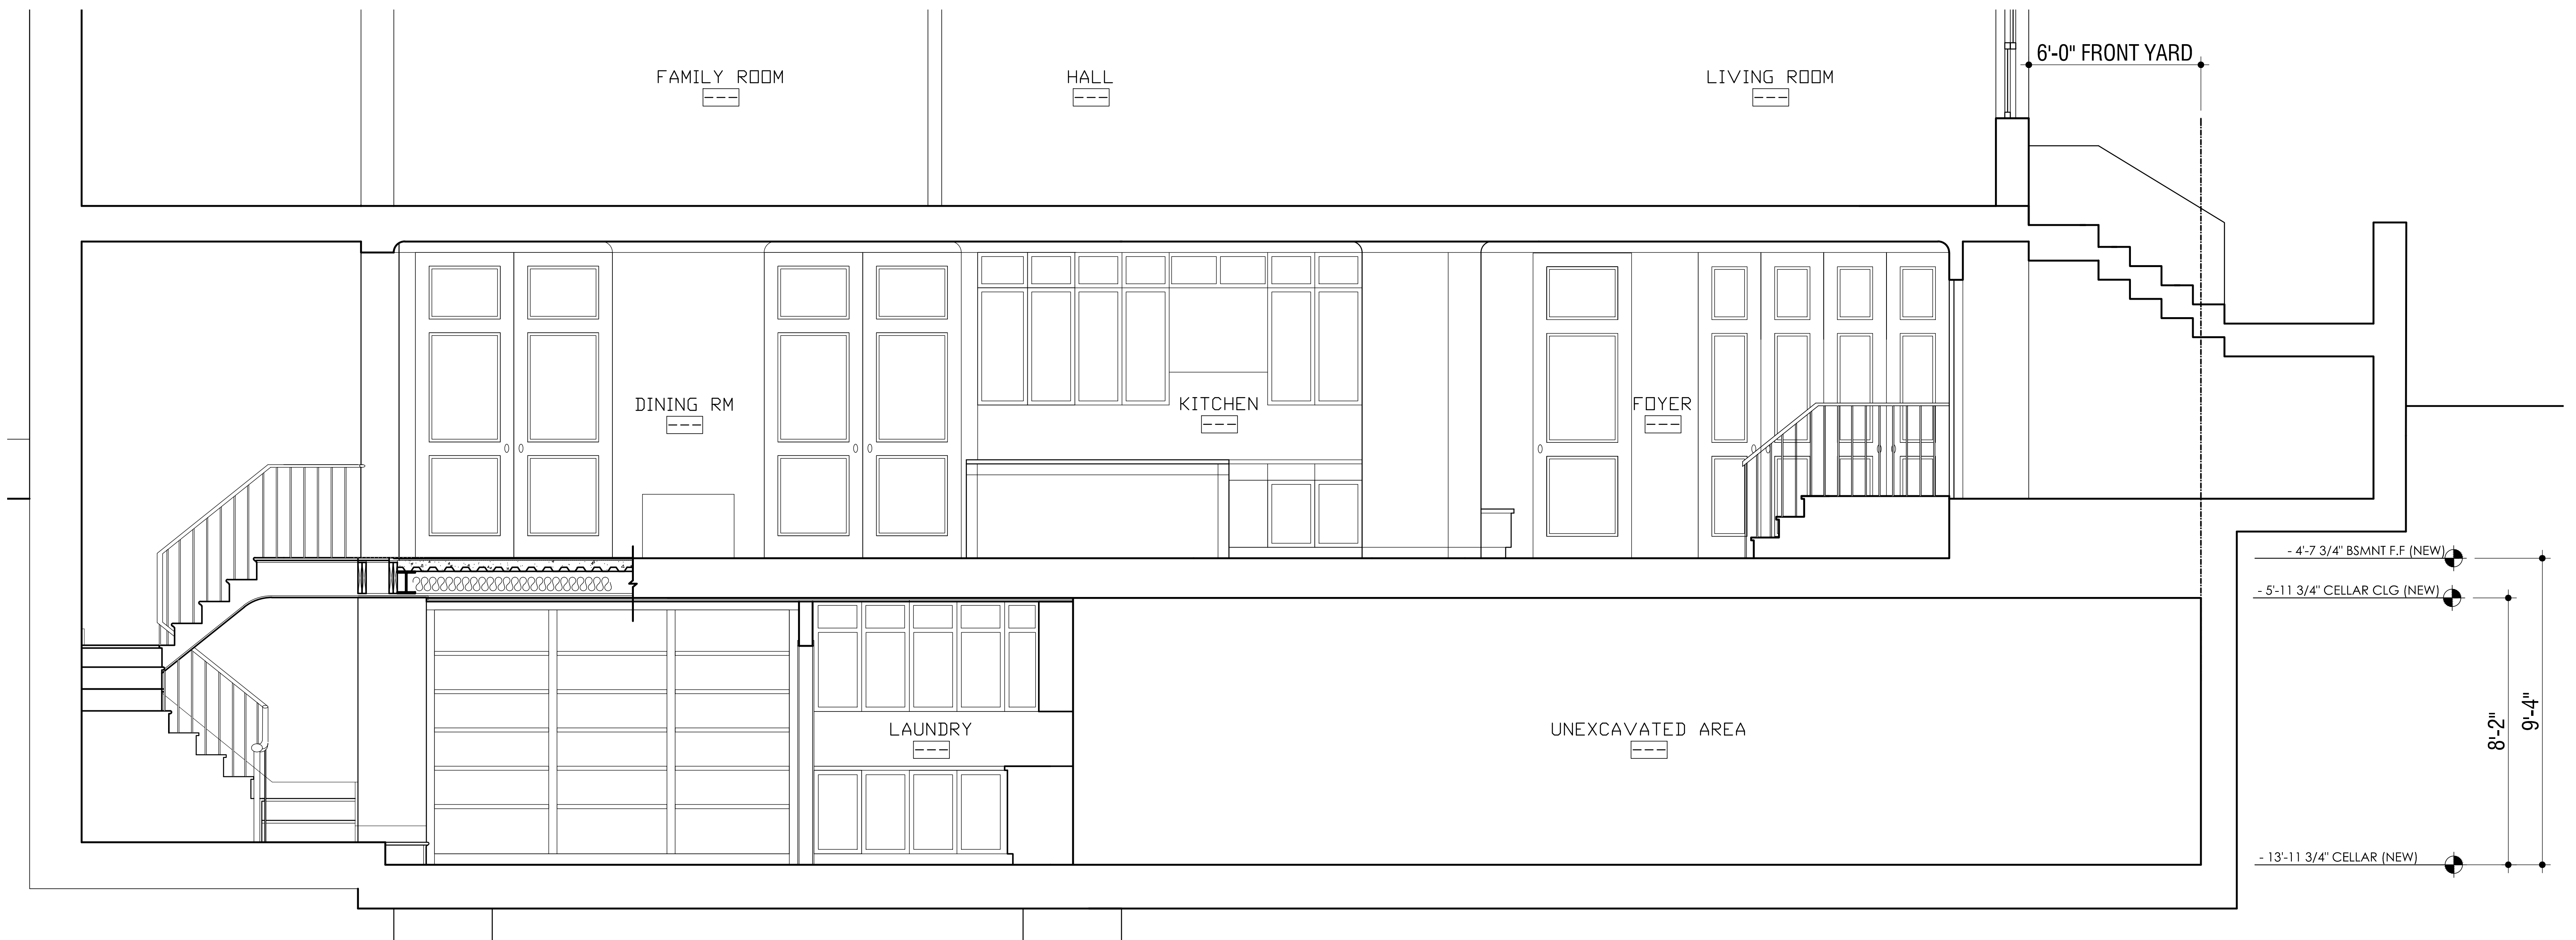 6'-0" FRONT YARD
FAMILY ROOM
HALL
LIVING ROOM
DINING RM
KITCHEN
FOYER
- 4'-7 3/4" BSMNT F.F (NEW)
- 5'-11 3/4" CELLAR CLG (NEW)
8'-2"
9'-4"
LAUNDRY
UNEXCAVATED AREA
- 13'-11 3/4" CELLAR (NEW)